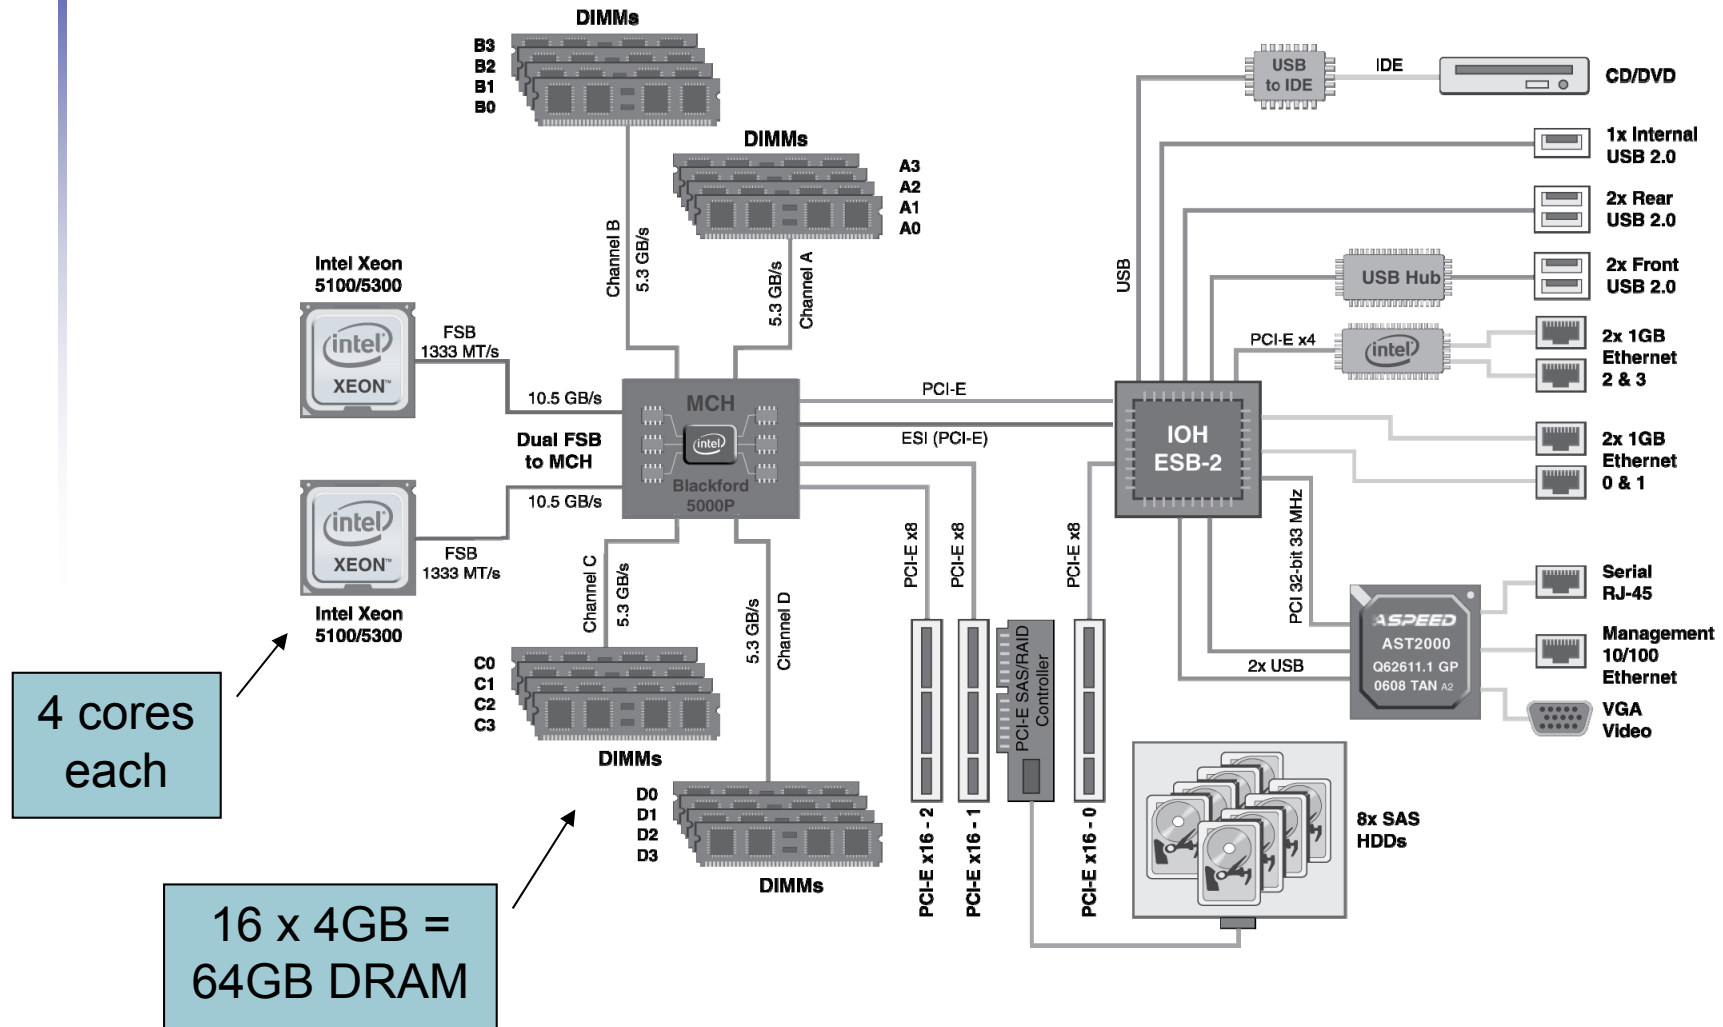 DIMMs
B3
B2
B1
B0
DIMMs
A3
A2
A1
A0
Channel B
5.3 GB/s
5.3 GB/s
Channel A
Intel Xeon
5100/5300
intel
XEON™
FSB
1333 MT/s
10.5 GB/s
Dual FSB
to MCH
10.5 GB/s
intel
XEON™
FSB
1333 MT/s
Intel Xeon
5100/5300
MCH
intel
Blackford
5000P
PCI-E
ESI (PCI-E)
Channel C
5.3 GB/s
5.3 GB/s
Channel D
C0
C1
C2
C3
DIMMs
D0
D1
D2
D3
DIMMs
4 cores
each
16 x 4GB =
64GB DRAM
PCI-E x8
PCI-E x8
PCI-E x8
PCI-E x16 - 2
PCI-E x16 - 1
PCI-E SAS/RAID
Controller
PCI-E x16 - 0
USB
USB
to IDE
IDE
CD/DVD
1x Internal
USB 2.0
2x Rear
USB 2.0
USB Hub
2x Front
USB 2.0
PCI-E x4
intel
2x 1GB
Ethernet
2 & 3
IOH
ESB-2
2x 1GB
Ethernet
0 & 1
PCI 32-bit 33 MHz
2x USB
ASPEED
AST2000
Q62611.1 GP
0608 TAN A2
Serial
RJ-45
Management
10/100
Ethernet
VGA
Video
8x SAS
HDDs